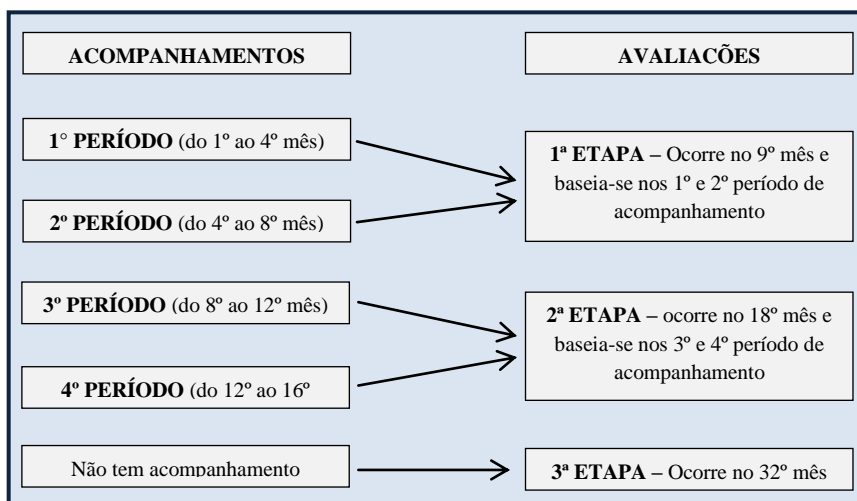 ACOMPANHAMENTOS
AVALIACÕES
1° PERÍODO (do 1º ao 4º mês)
1ª ETAPA – Ocorre no 9º mês e
baseia-se nos 1º e 2º período de
acompanhamento
2º PERÍODO (do 4º ao 8º mês)
3º PERÍODO (do 8º ao 12º mês)
2ª ETAPA – ocorre no 18º mês e
baseia-se nos 3º e 4º período de
acompanhamento
4º PERÍODO (do 12º ao 16º
Não tem acompanhamento
3ª ETAPA – Ocorre no 32º mês